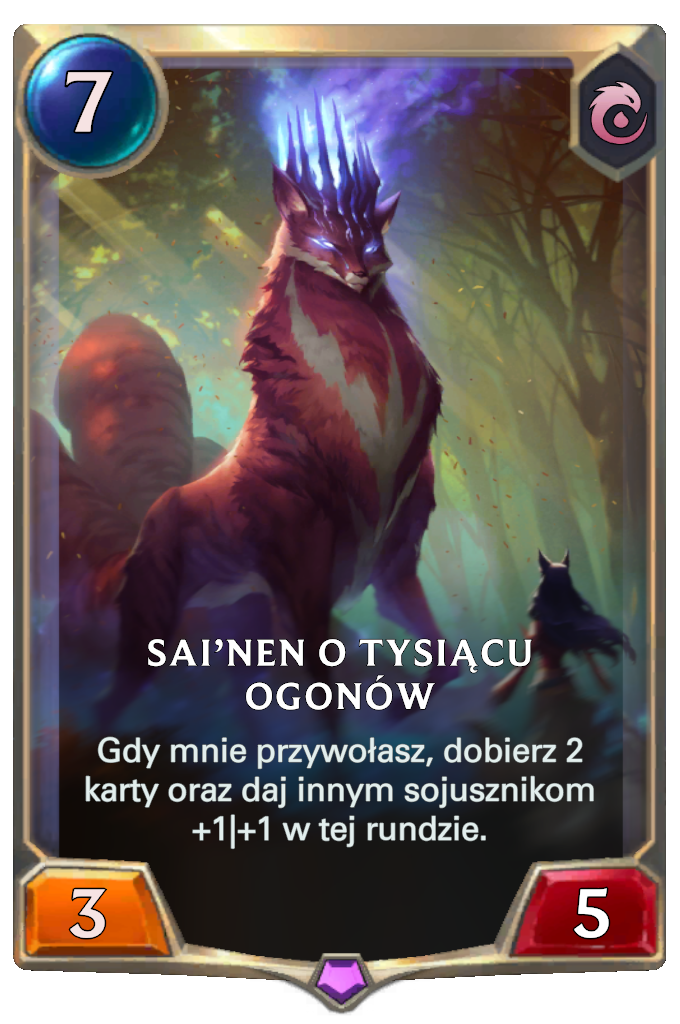 7
SAI’NEN O TYSIĄCU
OGONÓW
Gdy mnie przywołasz, dobierz 2
karty oraz daj innym sojusznikom
+1|+1 w tej rundzie.
3
5